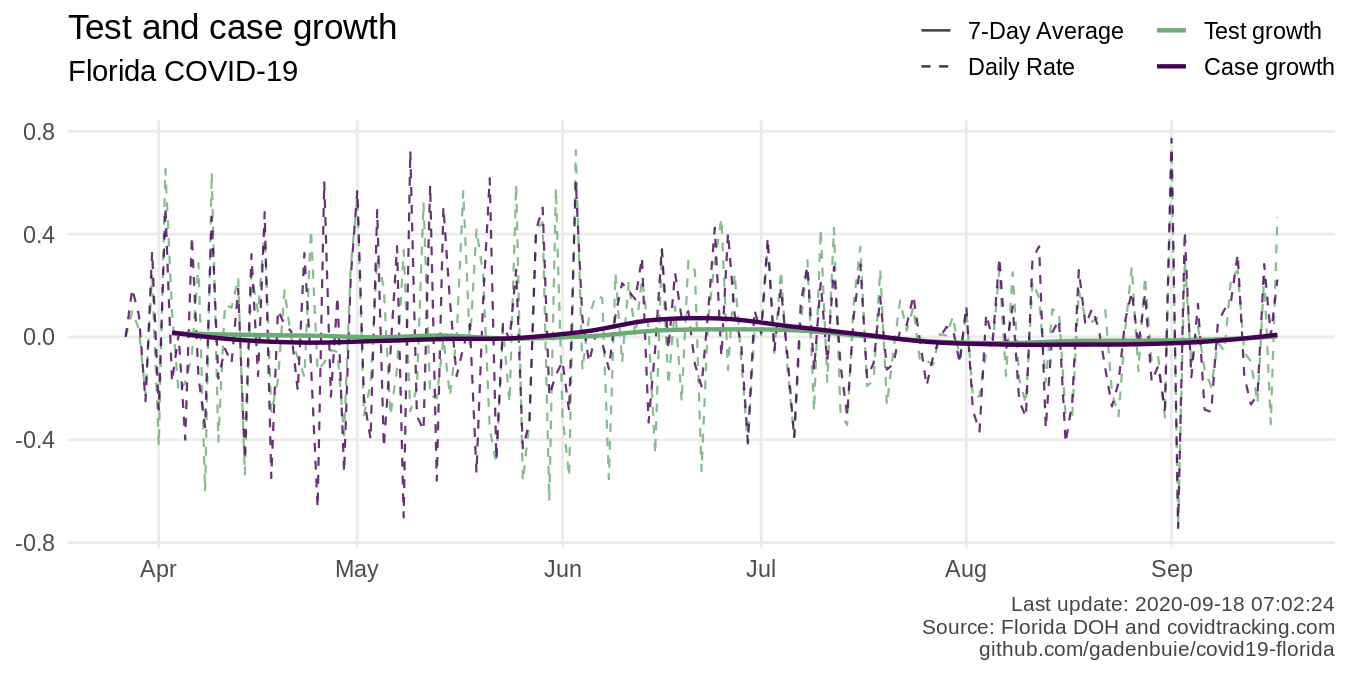 Test and case growth
Florida COVID-19
7-Day Average
Test growth
Daily Rate
Case growth
0.8
0.4
0.0
-0.4
-0.8
Apr
May
Jun
Jul
Aug
Sep
Last update: 2020-09-18 07:02:24
Source: Florida DOH and covidtracking.com
github.com/gadenbuie/covid19-florida